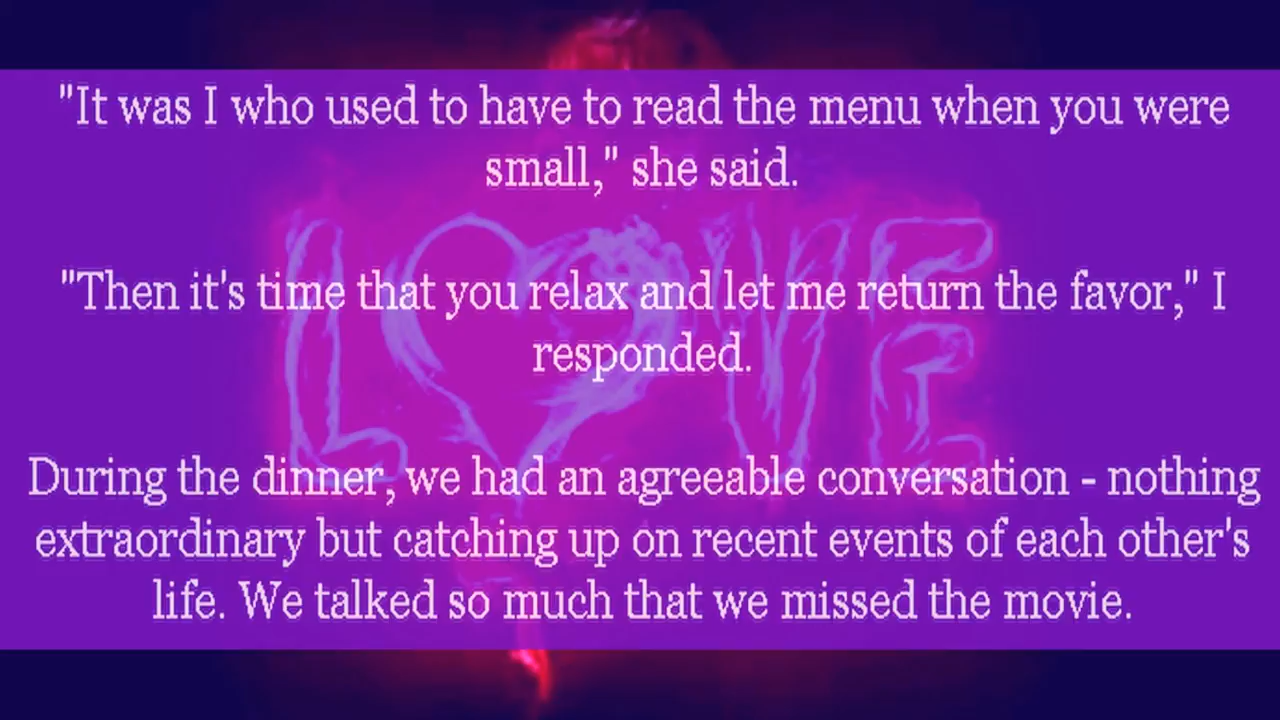 "It was I who used to have to read the menu when you were
small," she said.
"Then it's time that you relax and let me return the favor," I
responded.
During the dinner, we had an agreeable conversation - nothing
extraordinary but catching up on recent events of each other's
life. We talked so much that we missed the movie.
LOVE